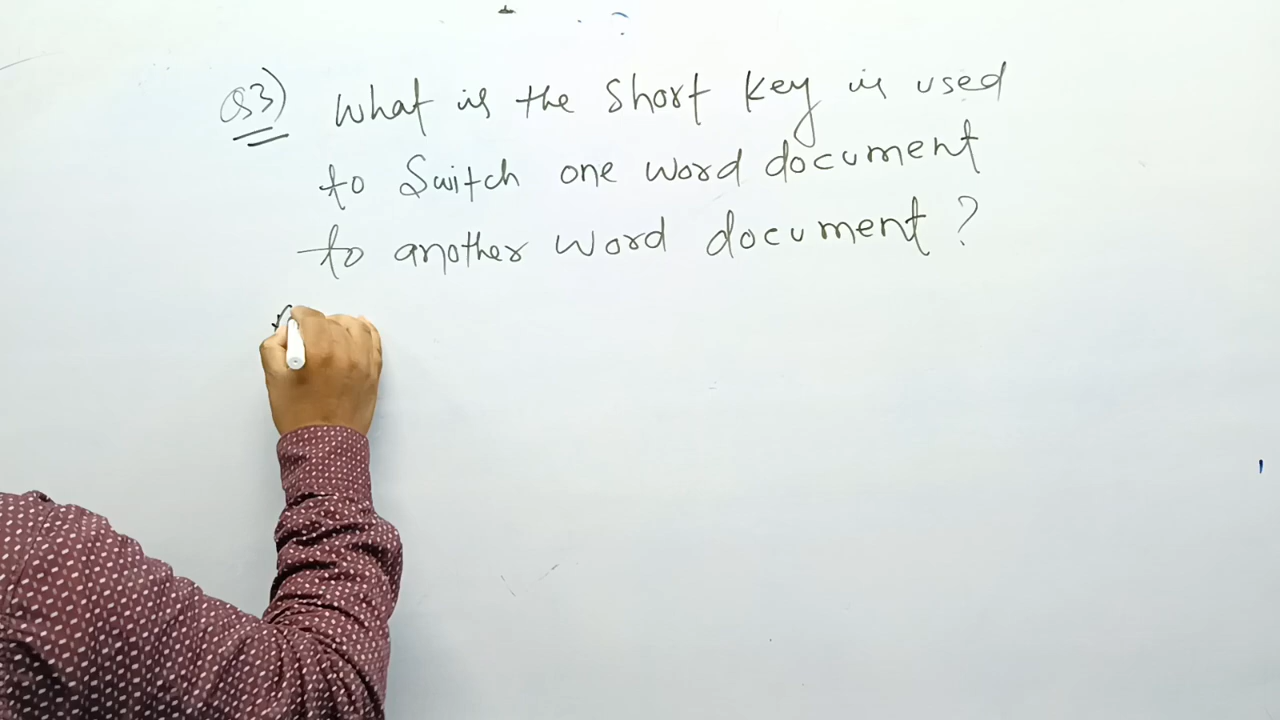 Q3) What is the short key is used
to Switch one word document
to another word document ?